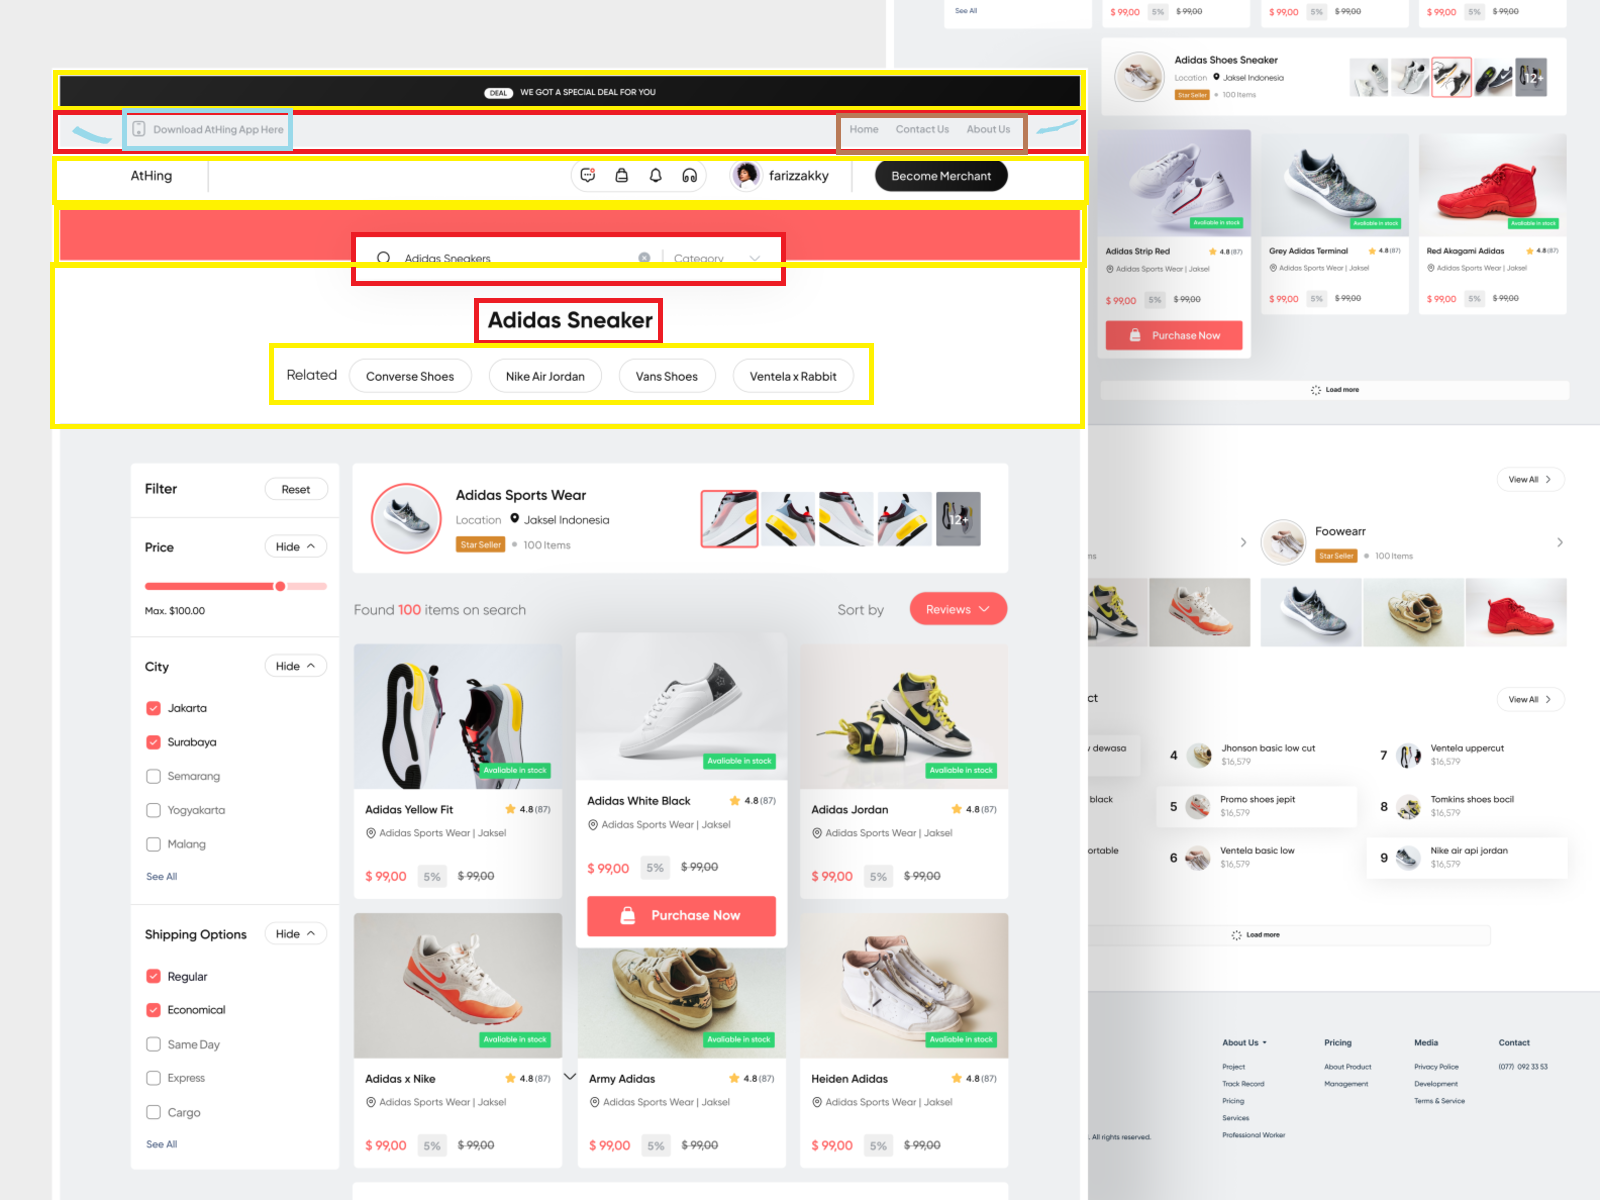 DEAL WE GOT A SPECIAL DEAL FOR YOU
Download AtHing App Here
Home Contact Us About Us
AtHing
farizzakky
Become Merchant
Adidas Sneakers
Category
Adidas Sneaker
Related
Converse Shoes
Nike Air Jordan
Vans Shoes
Ventela x Rabbit
Filter
Reset
Price
Hide
Max. $100.00
City
Hide
Jakarta
Surabaya
Semarang
Yogyakarta
Malang
See All
Shipping Options
Hide
Regular
Economical
Same Day
Express
Cargo
See All
Adidas Sports Wear
Location Jaksel Indonesia
Star Seller 100 Items
12+
Found 100 items on search
Sort by
Reviews
Available in stock
Adidas Yellow Fit 4.8 (87)
Adidas Sports Wear | Jaksel
$ 99,00 5% $ 99,00
Available in stock
Adidas White Black 4.8 (87)
Adidas Sports Wear | Jaksel
$ 99,00 5% $ 99,00
Purchase Now
Available in stock
Adidas Jordan 4.8 (87)
Adidas Sports Wear | Jaksel
$ 99,00 5% $ 99,00
Available in stock
Adidas x Nike 4.8 (87)
Adidas Sports Wear | Jaksel
$ 99,00 5% $ 99,00
Available in stock
Army Adidas 4.8 (87)
Adidas Sports Wear | Jaksel
$ 99,00 5% $ 99,00
Available in stock
Heiden Adidas 4.8 (87)
Adidas Sports Wear | Jaksel
$ 99,00 5% $ 99,00
See All
$ 99,00 5% $ 99,00
$ 99,00 5% $ 99,00
$ 99,00 5% $ 99,00
Adidas Shoes Sneaker
Location Jaksel Indonesia
Star Seller 100 Items
12+
Available in stock
Adidas Strip Red 4.8 (87)
Adidas Sports Wear | Jaksel
$ 99,00 5% $ 99,00
Purchase Now
Available in stock
Grey Adidas Terminal 4.8 (87)
Adidas Sports Wear | Jaksel
$ 99,00 5% $ 99,00
Available in stock
Red Akagami Adidas 4.8 (87)
Adidas Sports Wear | Jaksel
$ 99,00 5% $ 99,00
Load more
View All
ms
Foowearr
Star Seller 100 Items
ct
View All
dewasa
black
ortable
4 Jhonson basic low cut
$16,579
5 Promo shoes jepit
$16,579
6 Ventela basic low
$16,579
7 Ventela uppercut
$16,579
8 Tomkins shoes bocil
$16,579
9 Nike air api jordan
$16,579
Load more
About Us
Project
Track Record
Pricing
Services
Professional Worker
Pricing
About Product
Management
Media
Privacy Police
Development
Terms & Service
Contact
(077) 092 33 53
. All rights reserved.